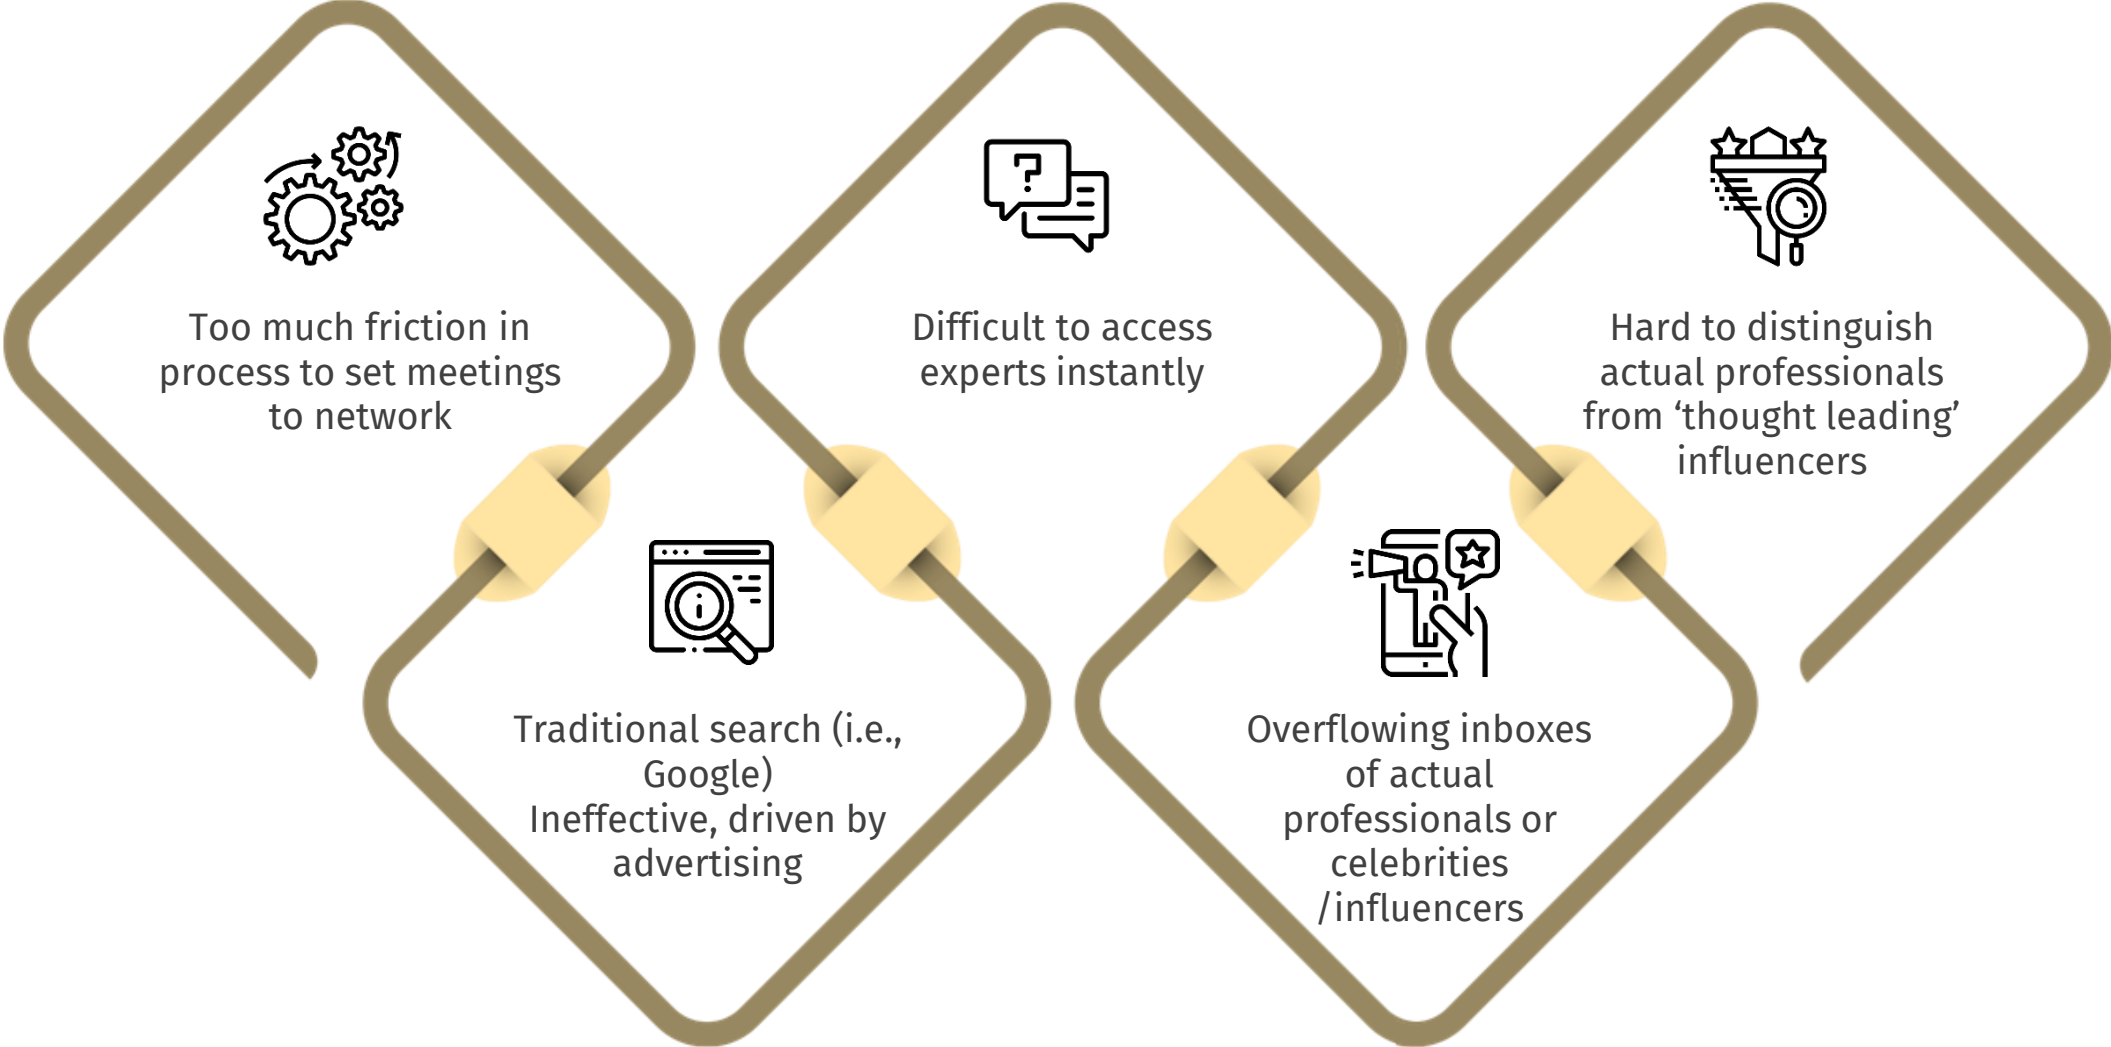 Too much friction in
process to set meetings
to network
Difficult to access
experts instantly
Hard to distinguish
actual professionals
from ‘thought leading’
influencers
Traditional search (i.e.,
Google)
Ineffective, driven by
advertising
Overflowing inboxes
of actual
professionals or
celebrities
/influencers